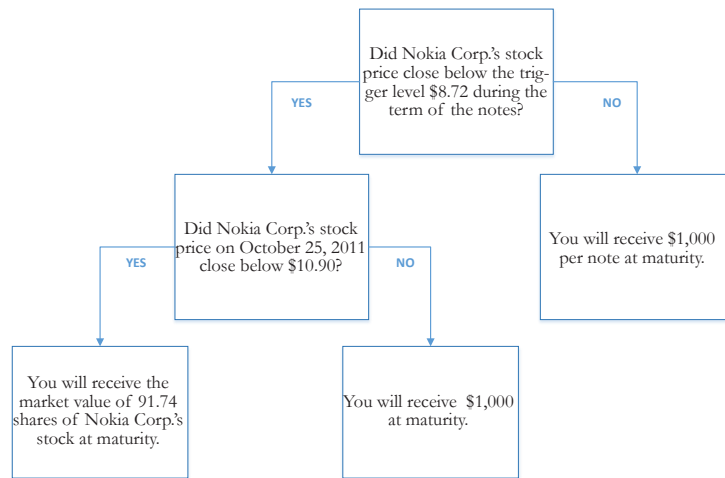 Did Nokia Corp.'s stock
price close below the trig-
ger level $8.72 during the
term of the notes?
YES
NO
Did Nokia Corp.'s stock
price on October 25, 2011
close below $10.90?
You will receive $1,000
per note at maturity.
YES
NO
You will receive the
market value of 91.74
shares of Nokia Corp.'s
stock at maturity.
You will receive $1,000
at maturity.